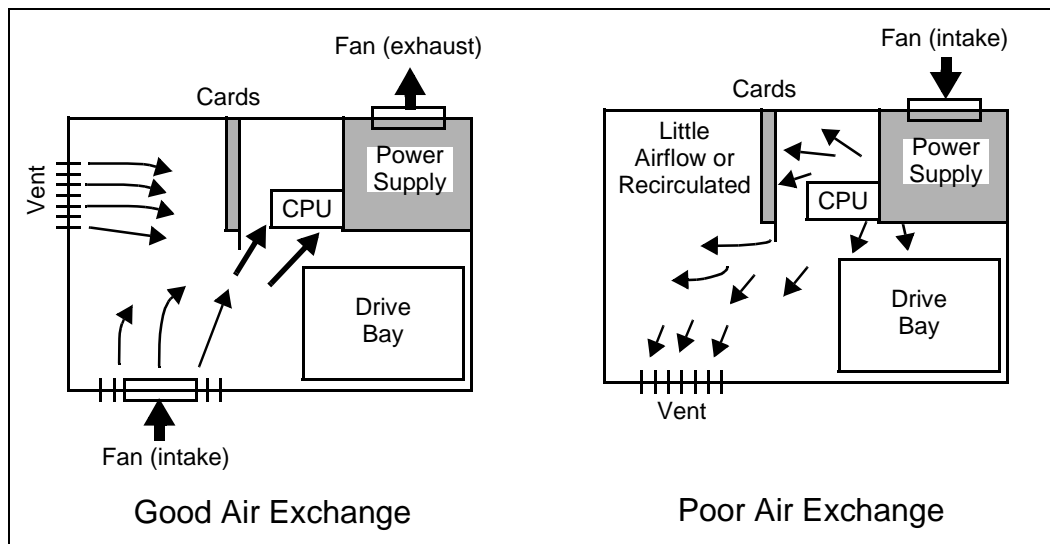 Fan (exhaust)
Cards
Vent
Power
Supply
CPU
Drive
Bay
Fan (intake)
Good Air Exchange
Fan (intake)
Cards
Little
Airflow or
Recirculated
Power
Supply
CPU
Drive
Bay
Vent
Poor Air Exchange